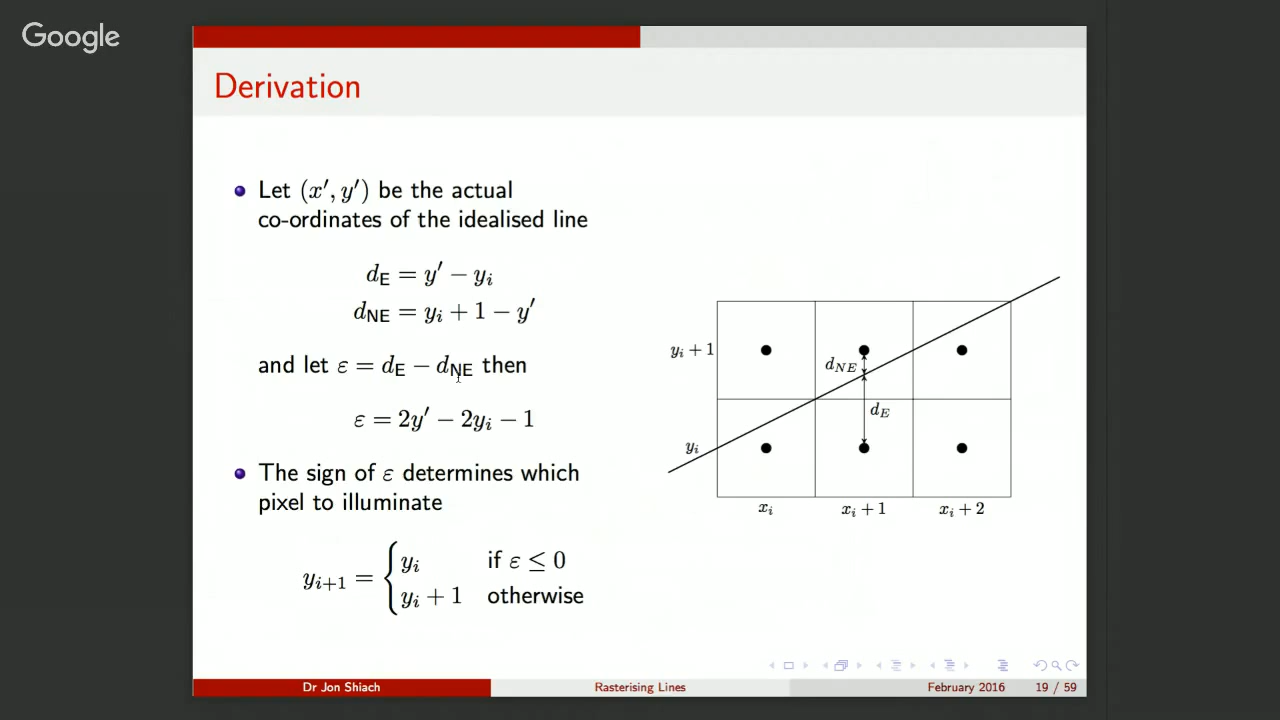 Google
Derivation
Let (x′, y′) be the actual
co-ordinates of the idealised line
d_E = y′ − y_i
d_NE = y_i + 1 − y′
and let ε = d_E − d_NE then
ε = 2y′ − 2y_i − 1
The sign of ε determines which
pixel to illuminate
y_{i+1} = { y_i if ε ≤ 0
y_i + 1 otherwise
y_i + 1
d_NE
d_E
y_i
x_i x_i + 1 x_i + 2
Dr Jon Shiach Rasterising Lines February 2016 19 / 59